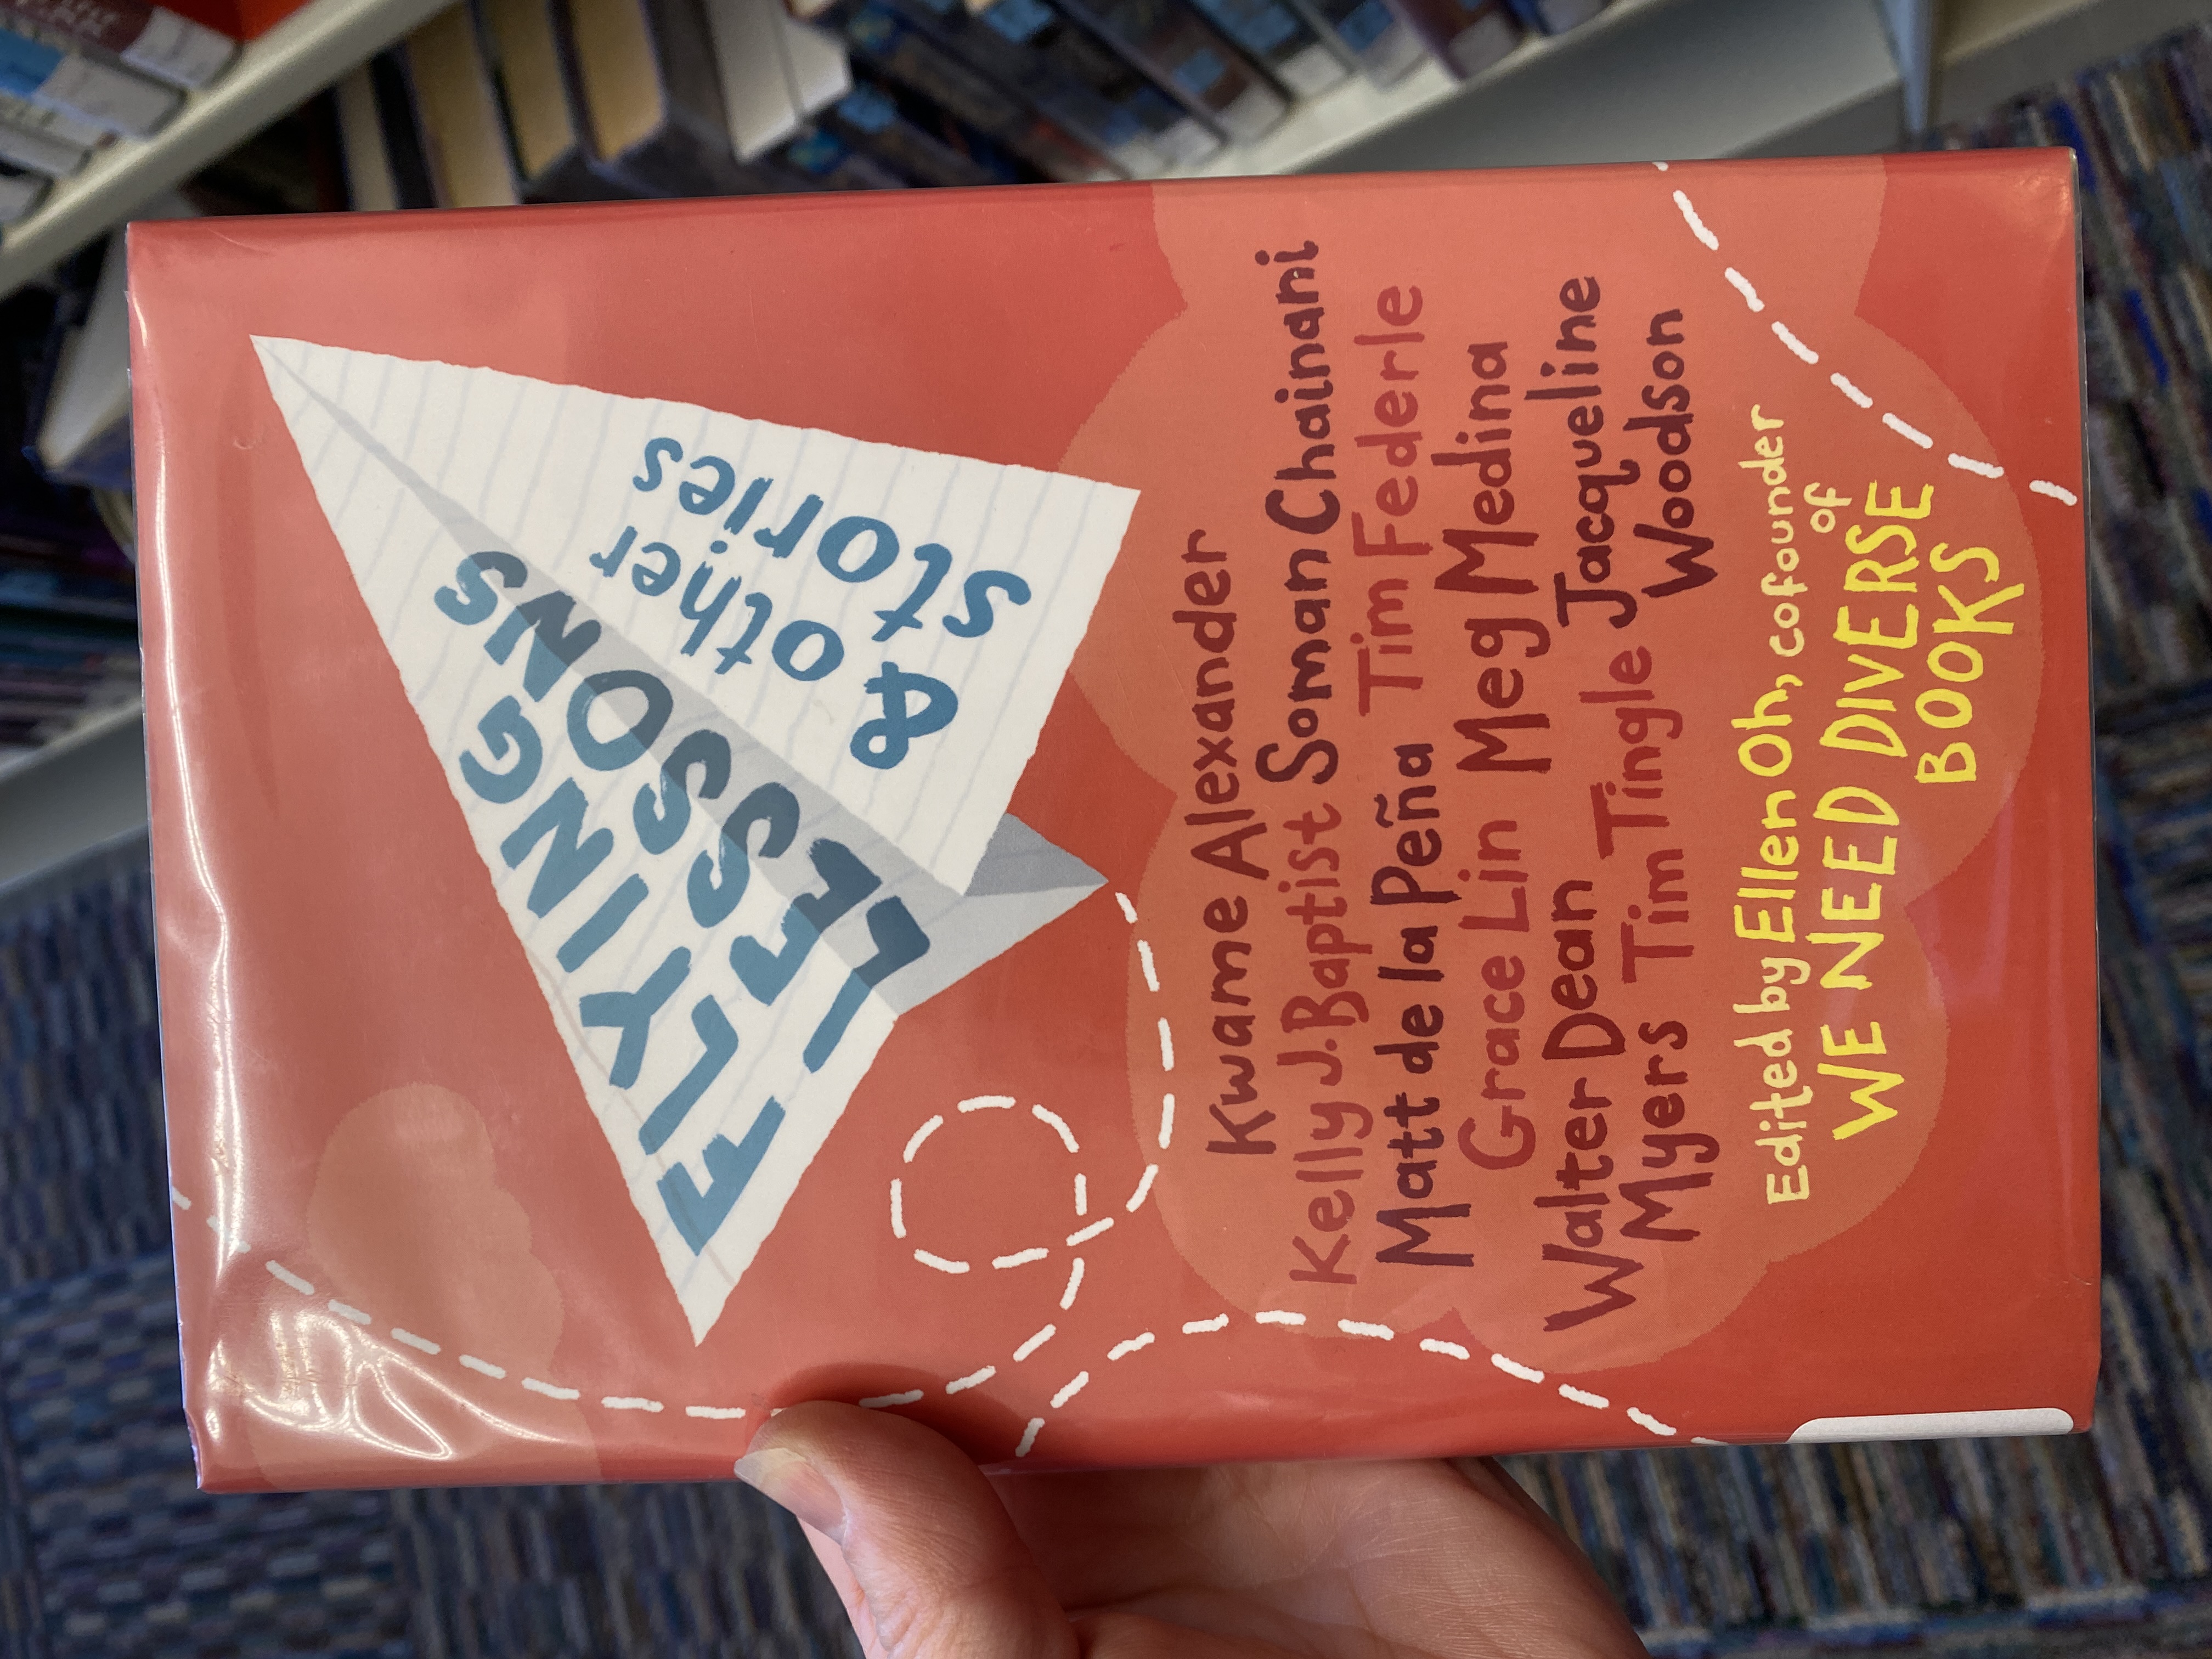 FLYING
LESSONS
& other
stories
Kwame Alexander
Kelly J. Baptist Soman Chainani
Matt de la Peña Tim Federle
Grace Lin Meg Medina
Walter Dean
Myers Tim Tingle Jacqueline
Woodson
Edited by Ellen Oh, cofounder
of
WE NEED DIVERSE
BOOKS